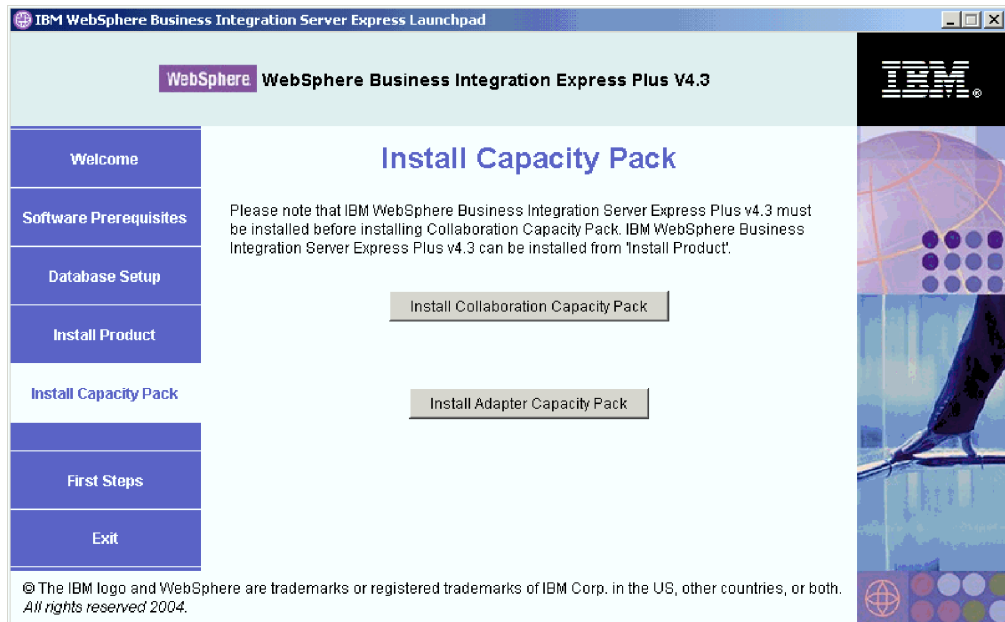 IBM WebSphere Business Integration Server Express Launchpad
WebSphere WebSphere Business Integration Express Plus V4.3
IBM®
Welcome
Software Prerequisites
Database Setup
Install Product
Install Capacity Pack
First Steps
Exit
Install Capacity Pack
Please note that IBM WebSphere Business Integration Server Express Plus v4.3 must
be installed before installing Collaboration Capacity Pack. IBM WebSphere Business
Integration Server Express Plus v4.3 can be installed from 'Install Product'.
Install Collaboration Capacity Pack
Install Adapter Capacity Pack
© The IBM logo and WebSphere are trademarks or registered trademarks of IBM Corp. in the US, other countries, or both.
All rights reserved 2004.